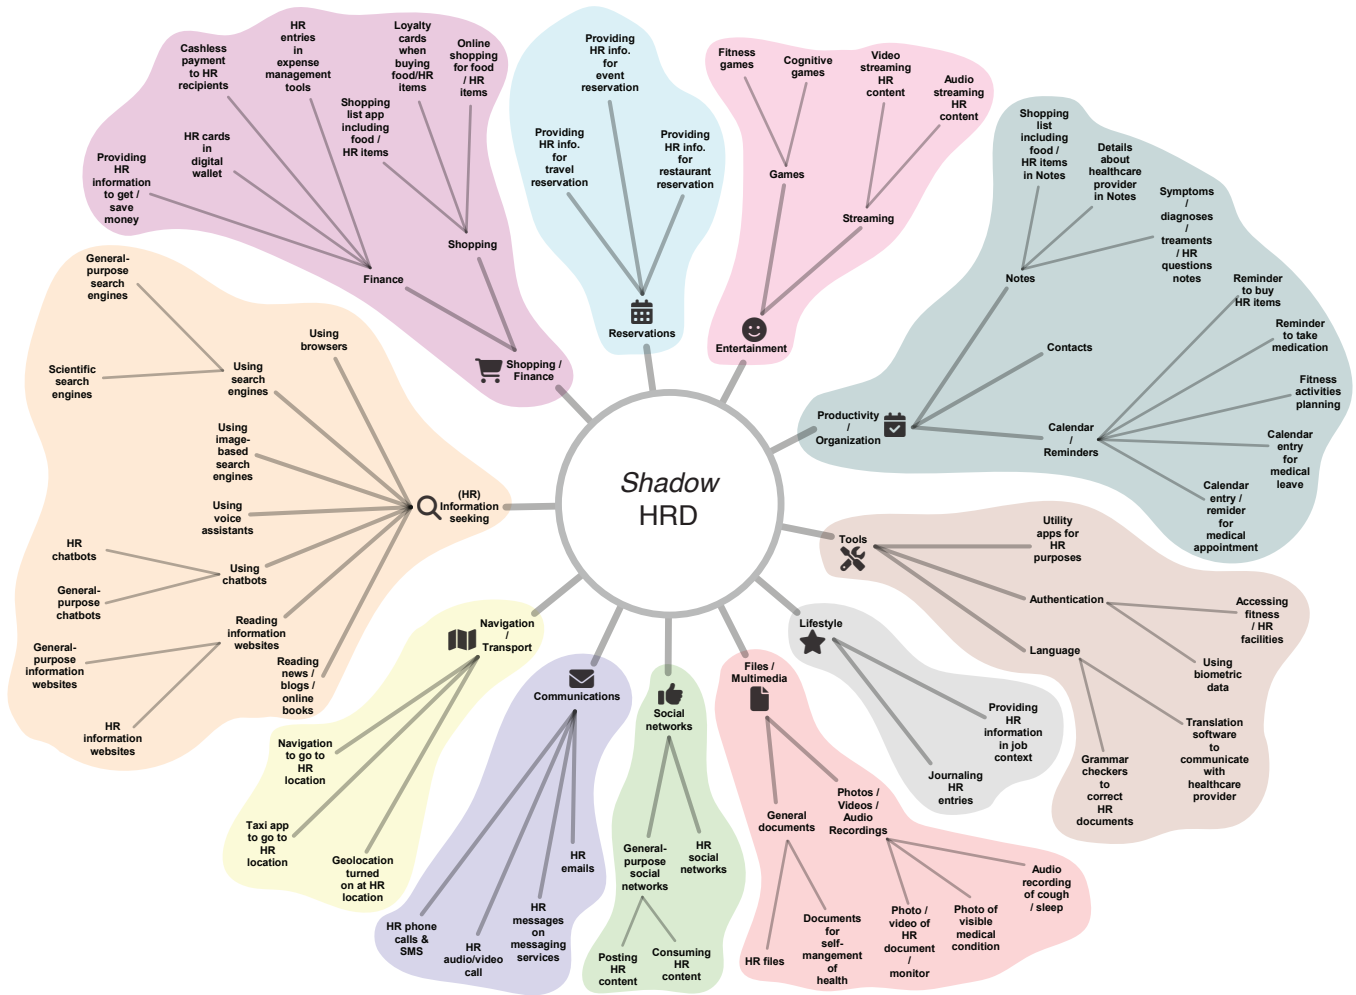 Shadow
HRD
Shopping /
Finance
Finance
Providing
HR
information
to get /
save
money
HR cards
in
digital
wallet
Cashless
payment
to HR
recipients
HR
entries
in
expense
management
tools
Shopping
Shopping
list app
including
food /
HR items
Loyalty
cards
when
buying
food/HR
items
Online
shopping
for food
/ HR
items
Reservations
Providing
HR info.
for
travel
reservation
Providing
HR info.
for
event
reservation
Providing
HR info.
for
restaurant
reservation
Entertainment
Games
Fitness
games
Cognitive
games
Streaming
Video
streaming
HR
content
Audio
streaming
HR
content
Productivity
/
Organization
Notes
Shopping
list
including
food /
HR items
in Notes
Details
about
healthcare
provider
in Notes
Symptoms
/
diagnoses
/
treaments
/ HR
questions
notes
Contacts
Calendar
/
Reminders
Reminder
to buy
HR items
Reminder
to take
medication
Fitness
activities
planning
Calendar
entry
for
medical
leave
Calendar
entry /
remider
for
medical
appointment
Tools
Utility
apps for
HR
purposes
Authentication
Accessing
fitness
/ HR
facilities
Using
biometric
data
Language
Translation
software
to
communicate
with
healthcare
provider
Grammar
checkers
to
correct
HR
documents
Lifestyle
Providing
HR
information
in job
context
Journaling
HR
entries
Files /
Multimedia
General
documents
HR files
Documents
for
self-
mangement
of
health
Photos /
Videos /
Audio
Recordings
Photo /
video of
HR
document
/
monitor
Photo of
visible
medical
condition
Audio
recording
of cough
/ sleep
Social
networks
General-
purpose
social
networks
Posting
HR
content
Consuming
HR
content
HR
social
networks
Communications
HR phone
calls &
SMS
HR
audio/video
call
HR
messages
on
messaging
services
HR
emails
Navigation
/
Transport
Navigation
to go to
HR
location
Taxi app
to go to
HR
location
Geolocation
turned
on at HR
location
(HR)
Information
seeking
Using
browsers
Using
search
engines
General-
purpose
search
engines
Scientific
search
engines
Using
image-
based
search
engines
Using
voice
assistants
Using
chatbots
HR
chatbots
General-
purpose
chatbots
Reading
information
websites
General-
purpose
information
websites
HR
information
websites
Reading
news /
blogs /
online
books